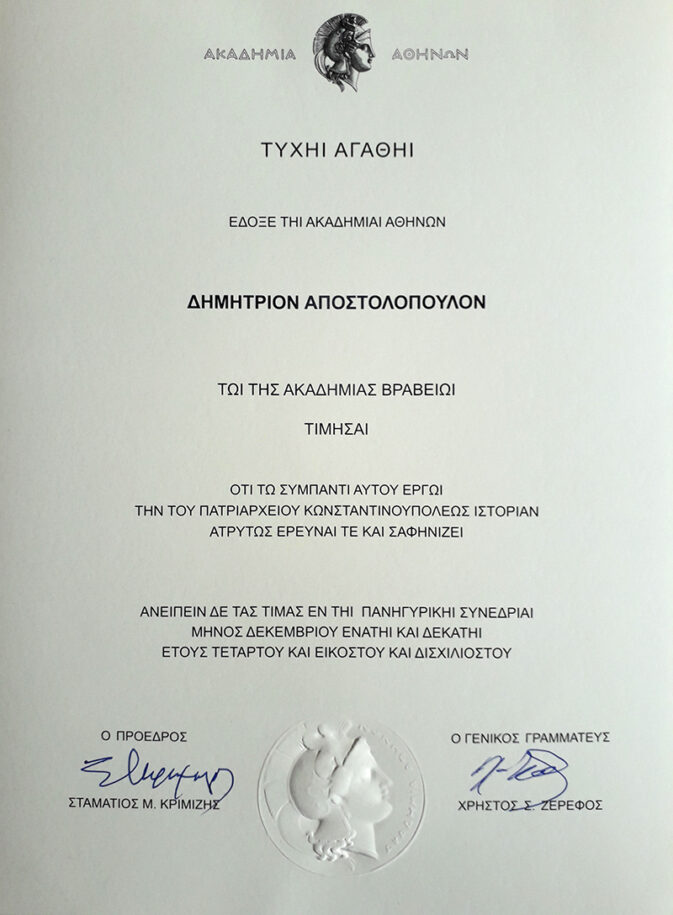 ΑΚΑΔΗΜΙΑ ΑΘΗΝΩΝ
ΤΥΧΗΙ ΑΓΑΘΗΙ
ΕΔΟΞΕ ΤΗΙ ΑΚΑΔΗΜΙΑΙ ΑΘΗΝΩΝ
ΔΗΜΗΤΡΙΟΝ ΑΠΟΣΤΟΛΟΠΟΥΛΟΝ
ΤΩΙ ΤΗΣ ΑΚΑΔΗΜΙΑΣ ΒΡΑΒΕΙΩΙ
ΤΙΜΗΣΑΙ
ΟΤΙ ΤΩ ΣΥΜΠΑΝΤΙ ΑΥΤΟΥ ΕΡΓΩΙ
ΤΗΝ ΤΟΥ ΠΑΤΡΙΑΡΧΕΙΟΥ ΚΩΝΣΤΑΝΤΙΝΟΥΠΟΛΕΩΣ ΙΣΤΟΡΙΑΝ
ΑΤΡΥΤΩΣ ΕΡΕΥΝΑΙ ΤΕ ΚΑΙ ΣΑΦΗΝΙΖΕΙ
ΑΝΕΙΠΕΙΝ ΔΕ ΤΑΣ ΤΙΜΑΣ ΕΝ ΤΗΙ ΠΑΝΗΓΥΡΙΚΗΙ ΣΥΝΕΔΡΙΑΙ
ΜΗΝΟΣ ΔΕΚΕΜΒΡΙΟΥ ΕΝΑΤΗΙ ΚΑΙ ΔΕΚΑΤΗΙ
ΕΤΟΥΣ ΤΕΤΑΡΤΟΥ ΚΑΙ ΕΙΚΟΣΤΟΥ ΚΑΙ ΔΙΣΧΙΛΙΟΣΤΟΥ
Ο ΠΡΟΕΔΡΟΣ
ΣΤΑΜΑΤΙΟΣ Μ. ΚΡΙΜΙΖΗΣ
Ο ΓΕΝΙΚΟΣ ΓΡΑΜΜΑΤΕΥΣ
ΧΡΗΣΤΟΣ Σ. ΖΕΡΕΦΟΣ